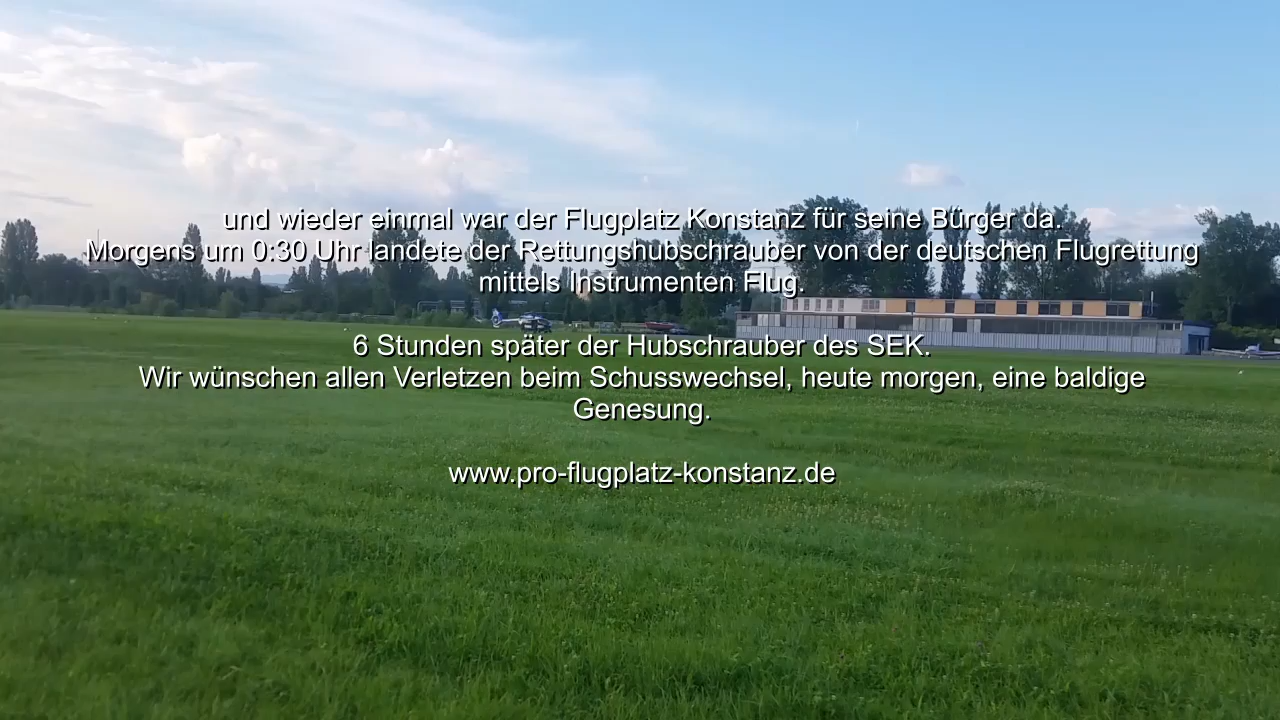 und wieder einmal war der Flugplatz Konstanz für seine Bürger da.
Morgens um 0:30 Uhr landete der Rettungshubschrauber von der deutschen Flugrettung
mittels Instrumenten Flug.
6 Stunden später der Hubschrauber des SEK.
Wir wünschen allen Verletzen beim Schusswechsel, heute morgen, eine baldige
Genesung.
www.pro-flugplatz-konstanz.de